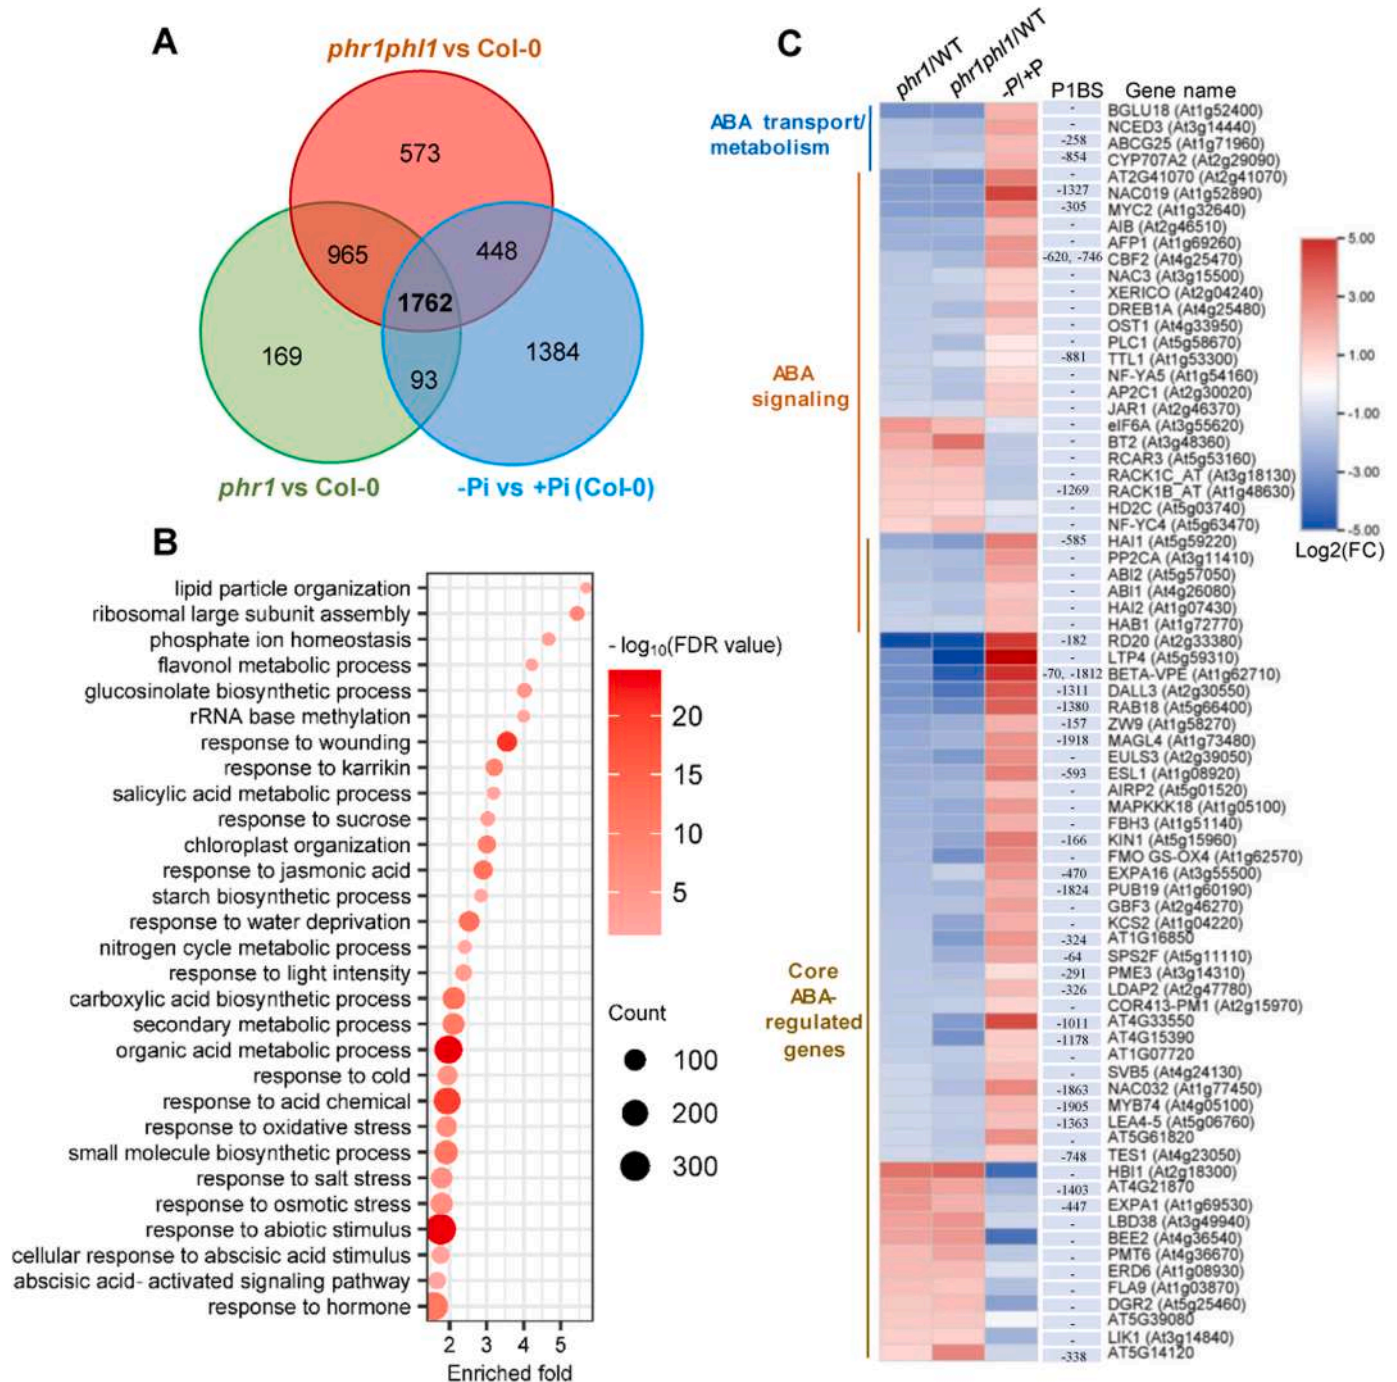 A
phr1phl1 vs Col-0
573
965
448
1762
169
93
1384
phr1 vs Col-0
-Pi vs +Pi (Col-0)
B
lipid particle organization
ribosomal large subunit assembly
phosphate ion homeostasis
flavonol metabolic process
glucosinolate biosynthetic process
rRNA base methylation
response to wounding
response to karrikin
salicylic acid metabolic process
response to sucrose
chloroplast organization
response to jasmonic acid
starch biosynthetic process
response to water deprivation
nitrogen cycle metabolic process
response to light intensity
carboxylic acid biosynthetic process
secondary metabolic process
organic acid metabolic process
response to cold
response to acid chemical
response to oxidative stress
small molecule biosynthetic process
response to salt stress
response to osmotic stress
response to abiotic stimulus
cellular response to abscisic acid stimulus
abscisic acid- activated signaling pathway
response to hormone
2 3 4 5
Enriched fold
- log10(FDR value)
20
15
10
5
Count
100
200
300
C
phr1/WT
phr1phl1/WT
-P/+P
P1BS Gene name
ABA transport/
metabolism
ABA
signaling
Core
ABA-
regulated
genes
- BGLU18 (At1g52400)
- NCED3 (At3g14440)
-258 ABCG25 (At1g71960)
-854 CYP707A2 (At2g29090)
- AT2G41070 (At2g41070)
-1327 NAC019 (At1g52890)
-305 MYC2 (At1g32640)
- AIB (At2g46510)
- AFP1 (At1g69260)
-620, -746 CBF2 (At4g25470)
- NAC3 (At3g15500)
- XERICO (At2g04240)
- DREB1A (At4g25480)
- OST1 (At4g33950)
- PLC1 (At5g58670)
-881 TTL1 (At1g53300)
- NF-YA5 (At1g54160)
- AP2C1 (At2g30020)
- JAR1 (At2g46370)
- eIF6A (At3g55620)
- BT2 (At3g48360)
- RCAR3 (At5g53160)
- RACK1C_AT (At3g18130)
-1269 RACK1B_AT (At1g48630)
- HD2C (At5g03740)
- NF-YC4 (At5g63470)
-585 HAI1 (At5g59220)
- PP2CA (At3g11410)
- ABI2 (At5g57050)
- ABI1 (At4g26080)
- HAI2 (At1g07430)
- HAB1 (At1g72770)
-182 RD20 (At2g33380)
- LTP4 (At5g59310)
-70, -1812 BETA-VPE (At1g62710)
-1311 DALL3 (At2g30550)
-1380 RAB18 (At5g66400)
-157 ZW9 (At1g58270)
-1918 MAGL4 (At1g73480)
- EULS3 (At2g39050)
-593 ESL1 (At1g08920)
- AIRP2 (At5g01520)
- MAPKKK18 (At1g05100)
- FBH3 (At1g51140)
-166 KIN1 (At5g15960)
- FMO GS-OX4 (At1g62570)
-470 EXPA16 (At3g55500)
-1824 PUB19 (At1g60190)
- GBF3 (At2g46270)
- KCS2 (At1g04220)
-324 AT1G16850
-64 SPS2F (At5g11110)
-291 PME3 (At3g14310)
-326 LDAP2 (At2g47780)
- COR413-PM1 (At2g15970)
-1011 AT4G33550
-1178 AT4G15390
- AT1G07720
- SVB5 (At4g24130)
-1863 NAC032 (At1g77450)
-1905 MYB74 (At4g05100)
-1363 LEA4-5 (At5g06760)
- AT5G61820
-748 TES1 (At4g23050)
- HBI1 (At2g18300)
-1403 AT4G21870
-447 EXPA1 (At1g69530)
- LBD38 (At3g49940)
- BEE2 (At4g36540)
- PMT6 (At4g36670)
- ERD6 (At1g08930)
- FLA9 (At1g03870)
- DGR2 (At5g25460)
- AT5G39080
- LIK1 (At3g14840)
-338 AT5G14120
5.00
3.00
1.00
-1.00
-3.00
-5.00
Log2(FC)